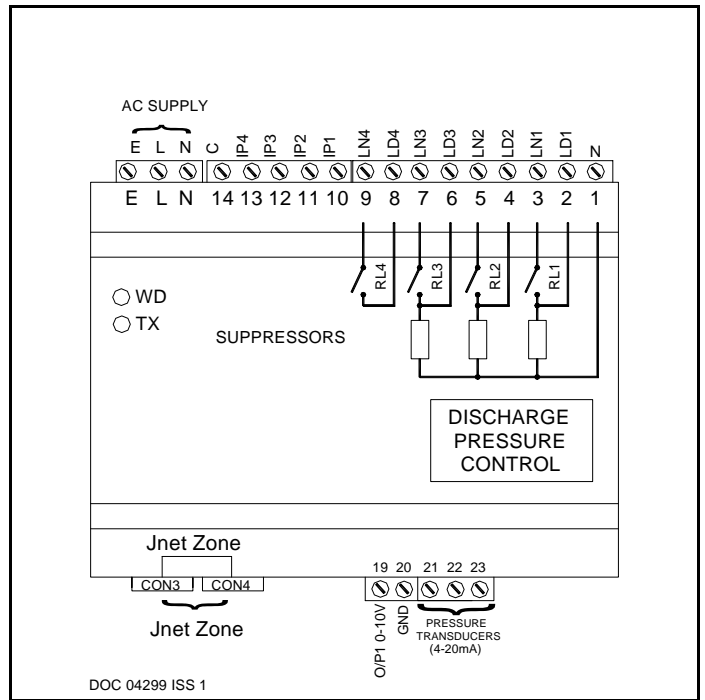 AC SUPPLY
E L N C IP4 IP3 IP2 IP1 LN4 LD4 LN3 LD3 LN2 LD2 LN1 LD1 N
E L N 14 13 12 11 10 9 8 7 6 5 4 3 2 1
RL4 RL3 RL2 RL1
WD
TX
SUPPRESSORS
DISCHARGE
PRESSURE
CONTROL
Jnet Zone
CON3 CON4
Jnet Zone
19 20 21 22 23
O/P1 0-10V
GND
PRESSURE
TRANSDUCERS
(4-20mA)
DOC 04299 ISS 1